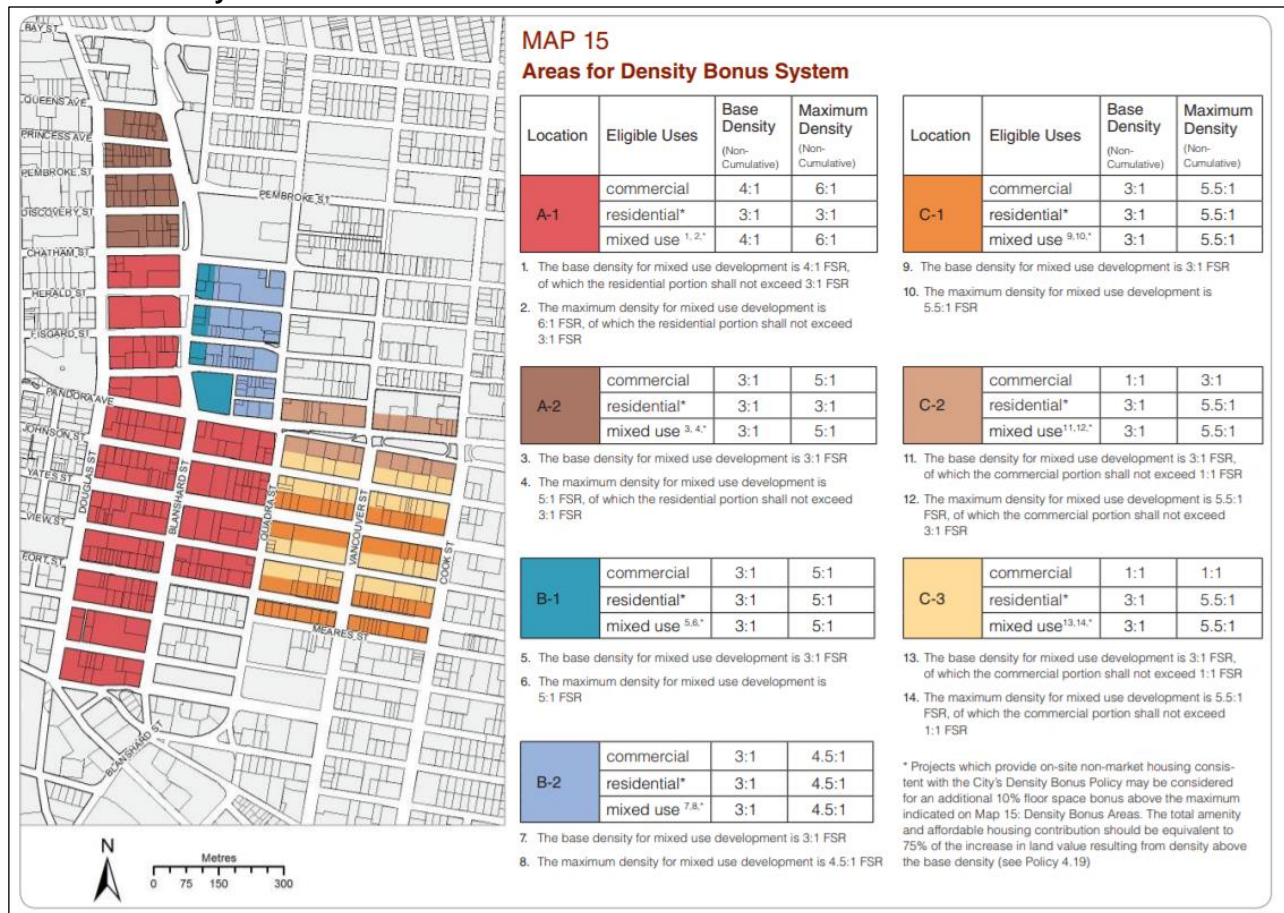 RAY ST
QUEENS AVE
PRINCESS AVE
PEMBROKE ST
PEMBROKE ST
DISCOVERY ST
CHATHAM ST
HERALD ST
FISGARD ST
PANDORA AVE
JOHNSON ST
YATES ST
VIEW ST
FORT ST
DOUGLAS ST
BLANSHARD ST
QUADRA ST
VANCOUVER ST
COOK ST
MEARES ST
BLANSHARD ST
N
Metres
0 75 150 300
MAP 15
Areas for Density Bonus System
Location Eligible Uses Base Density (Non-Cumulative) Maximum Density (Non-Cumulative)
A-1
commercial 4:1 6:1
residential* 3:1 3:1
mixed use 1, 2,* 4:1 6:1
1. The base density for mixed use development is 4:1 FSR,
of which the residential portion shall not exceed 3:1 FSR
2. The maximum density for mixed use development is
6:1 FSR, of which the residential portion shall not exceed
3:1 FSR
A-2
commercial 3:1 5:1
residential* 3:1 3:1
mixed use 3, 4,* 3:1 5:1
3. The base density for mixed use development is 3:1 FSR
4. The maximum density for mixed use development is
5:1 FSR, of which the residential portion shall not exceed
3:1 FSR
B-1
commercial 3:1 5:1
residential* 3:1 5:1
mixed use 5,6,* 3:1 5:1
5. The base density for mixed use development is 3:1 FSR
6. The maximum density for mixed use development is
5:1 FSR
B-2
commercial 3:1 4.5:1
residential* 3:1 4.5:1
mixed use 7,8,* 3:1 4.5:1
7. The base density for mixed use development is 3:1 FSR
8. The maximum density for mixed use development is 4.5:1 FSR
Location Eligible Uses Base Density (Non-Cumulative) Maximum Density (Non-Cumulative)
C-1
commercial 3:1 5.5:1
residential* 3:1 5.5:1
mixed use 9,10,* 3:1 5.5:1
9. The base density for mixed use development is 3:1 FSR
10. The maximum density for mixed use development is
5.5:1 FSR
C-2
commercial 1:1 3:1
residential* 3:1 5.5:1
mixed use11,12,* 3:1 5.5:1
11. The base density for mixed use development is 3:1 FSR,
of which the commercial portion shall not exceed 1:1 FSR
12. The maximum density for mixed use development is 5.5:1
FSR, of which the commercial portion shall not exceed
3:1 FSR
C-3
commercial 1:1 1:1
residential* 3:1 5.5:1
mixed use13,14,* 3:1 5.5:1
13. The base density for mixed use development is 3:1 FSR,
of which the commercial portion shall not exceed 1:1 FSR
14. The maximum density for mixed use development is 5.5:1
FSR, of which the commercial portion shall not exceed
1:1 FSR
* Projects which provide on-site non-market housing consis-
tent with the City's Density Bonus Policy may be considered
for an additional 10% floor space bonus above the maximum
indicated on Map 15: Density Bonus Areas. The total amenity
and affordable housing contribution should be equivalent to
75% of the increase in land value resulting from density above
the base density (see Policy 4.19)